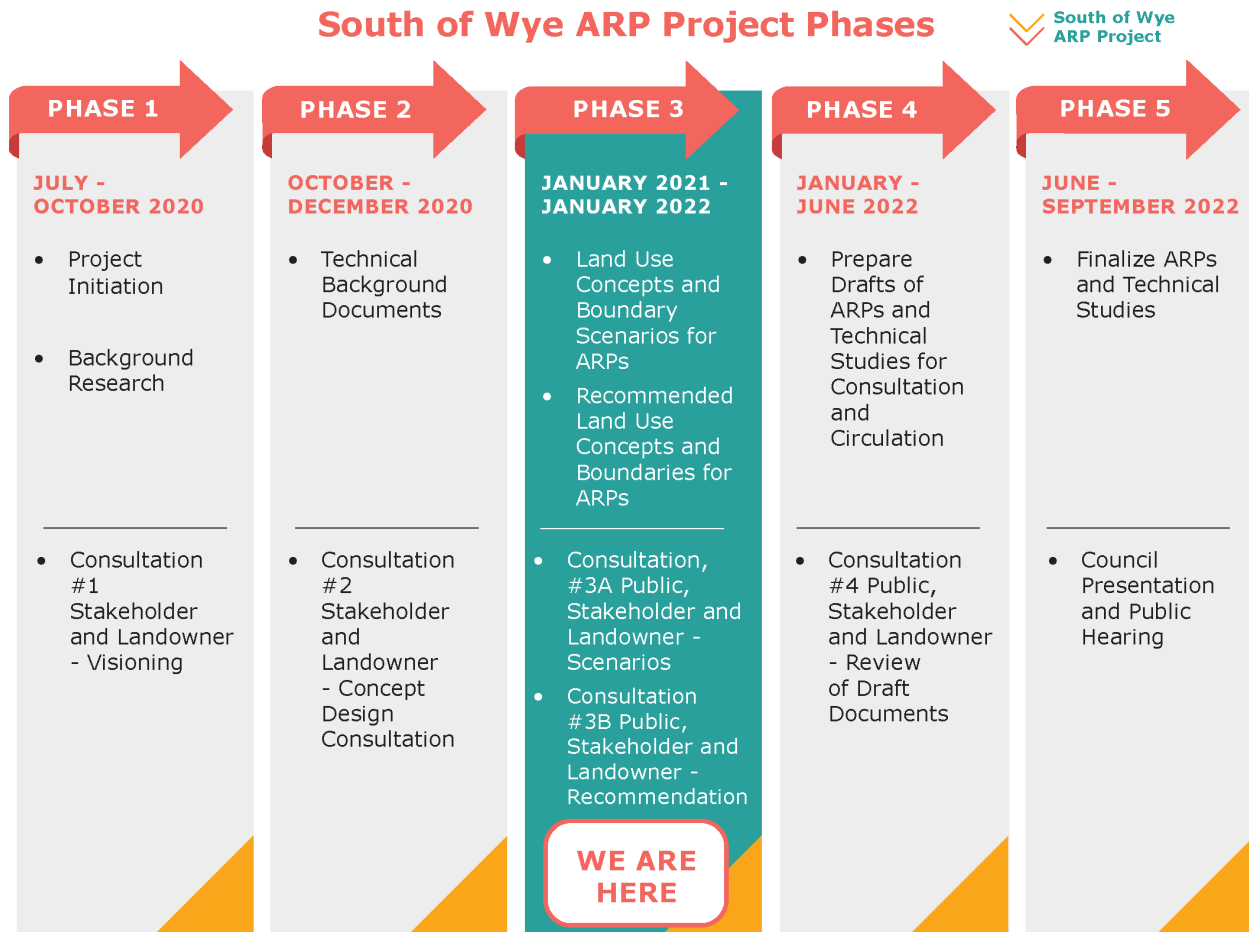 South of Wye ARP Project Phases
South of Wye
ARP Project
PHASE 1
JULY -
OCTOBER 2020
• Project
Initiation
• Background
Research
• Consultation
#1
Stakeholder
and Landowner
- Visioning
PHASE 2
OCTOBER -
DECEMBER 2020
• Technical
Background
Documents
• Consultation
#2
Stakeholder
and
Landowner
- Concept
Design
Consultation
PHASE 3
JANUARY 2021 -
JANUARY 2022
• Land Use
Concepts and
Boundary
Scenarios for
ARPs
• Recommended
Land Use
Concepts and
Boundaries for
ARPs
• Consultation,
#3A Public,
Stakeholder and
Landowner -
Scenarios
• Consultation
#3B Public,
Stakeholder and
Landowner -
Recommendation
WE ARE
HERE
PHASE 4
JANUARY -
JUNE 2022
• Prepare
Drafts of
ARPs and
Technical
Studies for
Consultation
and
Circulation
• Consultation
#4 Public,
Stakeholder
and Landowner
- Review
of Draft
Documents
PHASE 5
JUNE -
SEPTEMBER 2022
• Finalize ARPs
and Technical
Studies
• Council
Presentation
and Public
Hearing